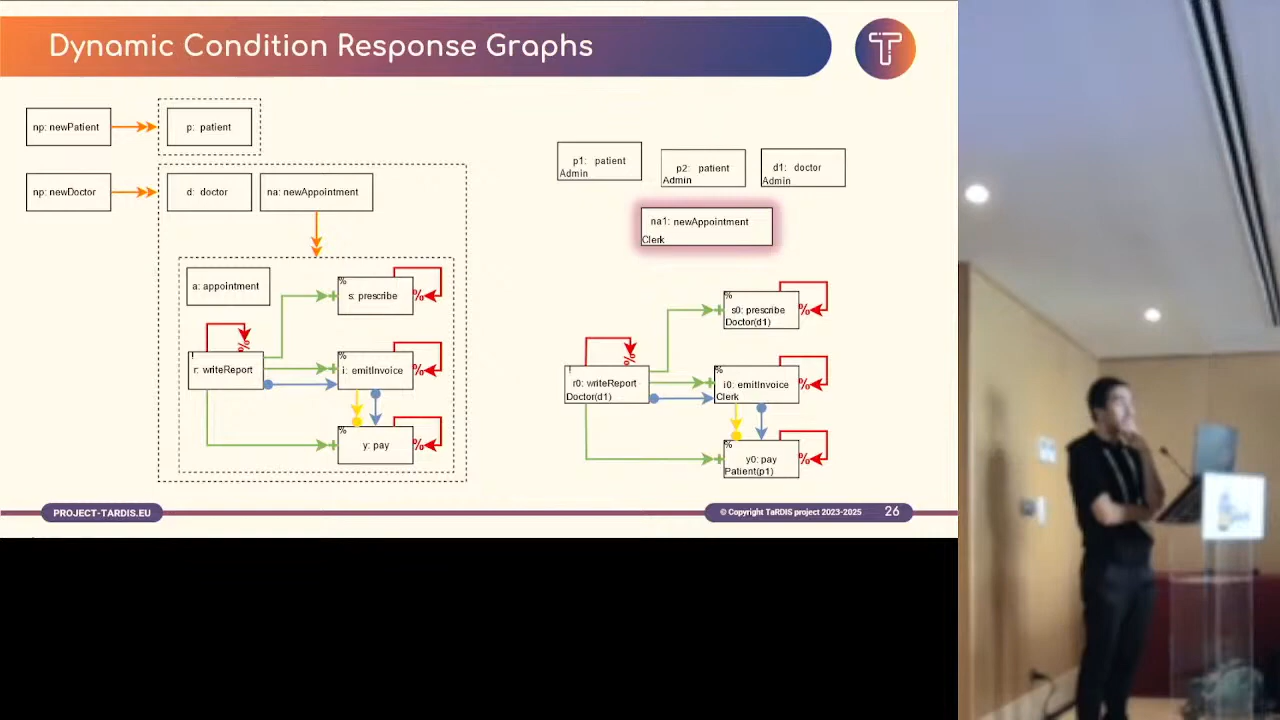 Dynamic Condition Response Graphs
T
np: newPatient
p: patient
np: newDoctor
d: doctor
na: newAppointment
a: appointment
%
s: prescribe
%
%
!
r: writeReport
%
i: emitInvoice
%
%
y: pay
%
p1: patient
Admin
p2: patient
Admin
d1: doctor
Admin
na1: newAppointment
Clerk
%
s0: prescribe
Doctor(d1)
%
%
!
r0: writeReport
Doctor(d1)
%
i0: emitInvoice
Clerk
%
%
y0: pay
Patient(p1)
%
PROJECT-TARDIS.EU
© Copyright TaRDIS project 2023-2025
26